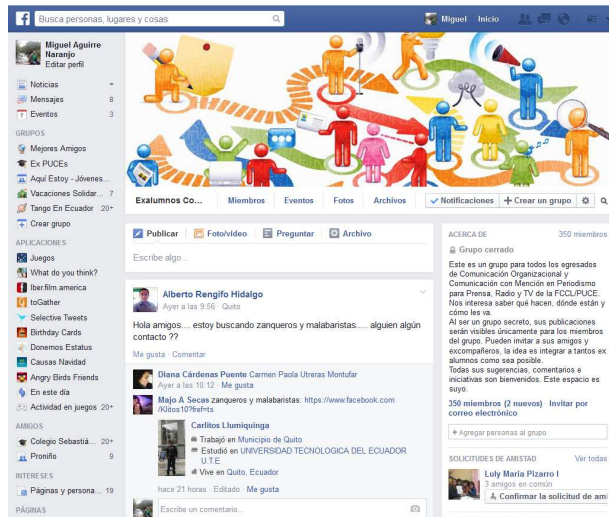 Busca personas, lugares y cosas
Miguel Inicio
Miguel Aguirre
Naranjo
Editar perfil
Noticias
Mensajes 8
Eventos 3
GRUPOS
Mejores Amigos
Ex PUCEs
Aquí Estoy - Jóvenes...
Vacaciones Solidar... 7
Tango En Ecuador 20+
Crear grupo
APLICACIONES
Juegos
What do you think?
Iber.film.america
toGather
Selective Tweets
Birthday Cards
Donemos Estatus
Causas Navidad
Angry Birds Friends
En este día
Actividad en juegos 20+
AMIGOS
Colegio Sebastiá... 20+
Proniño 9
INTERESES
Páginas y persona... 19
PÁGINAS
Exalumnos Co... Miembros Eventos Fotos Archivos Notificaciones Crear un grupo
Publicar Foto/video Preguntar Archivo
Escribe algo...
Alberto Rengifo Hidalgo
Ayer a las 9:56 · Quito
Hola amigos.... estoy buscando zanqueros y malabaristas..... alguien algún
contacto ??
Me gusta · Comentar
Diana Cárdenas Puente Carmen Paola Utreras Montufar
Ayer a las 10:12 · Me gusta
Majo A Secas zanqueros y malabaristas: https://www.facebook.com
/Klitos10?fref=ts
Carlitos Llumiquinga
Trabajó en Municipio de Quito
Estudió en UNIVERSIDAD TECNOLOGICA DEL ECUADOR
U.T.E
Vive en Quito, Ecuador
hace 21 horas · Editado · Me gusta
Escribe un comentario...
ACERCA DE 350 miembros
Grupo cerrado
Este es un grupo para todos los egresados
de Comunicación Organizacional y
Comunicación con Mención en Periodismo
para Prensa, Radio y TV de la FCLL/PUCE.
Nos interesa saber qué hacen, dónde están y
cómo les va.
Al ser un grupo secreto, sus publicaciones
serán visibles únicamente para los miembros
del grupo. Pueden invitar a sus amigos y
excompañeros, la idea es integrar a tantos ex
alumnos como sea posible.
Todas sus sugerencias, comentarios e
iniciativas son bienvenidos. Este espacio es
suyo.
350 miembros (2 nuevos) · Invitar por
correo electrónico
+ Agregar personas al grupo
SOLICITUDES DE AMISTAD Ver todas
Luly Maria Pizarro I
3 amigos en común
Confirmar la solicitud de ami